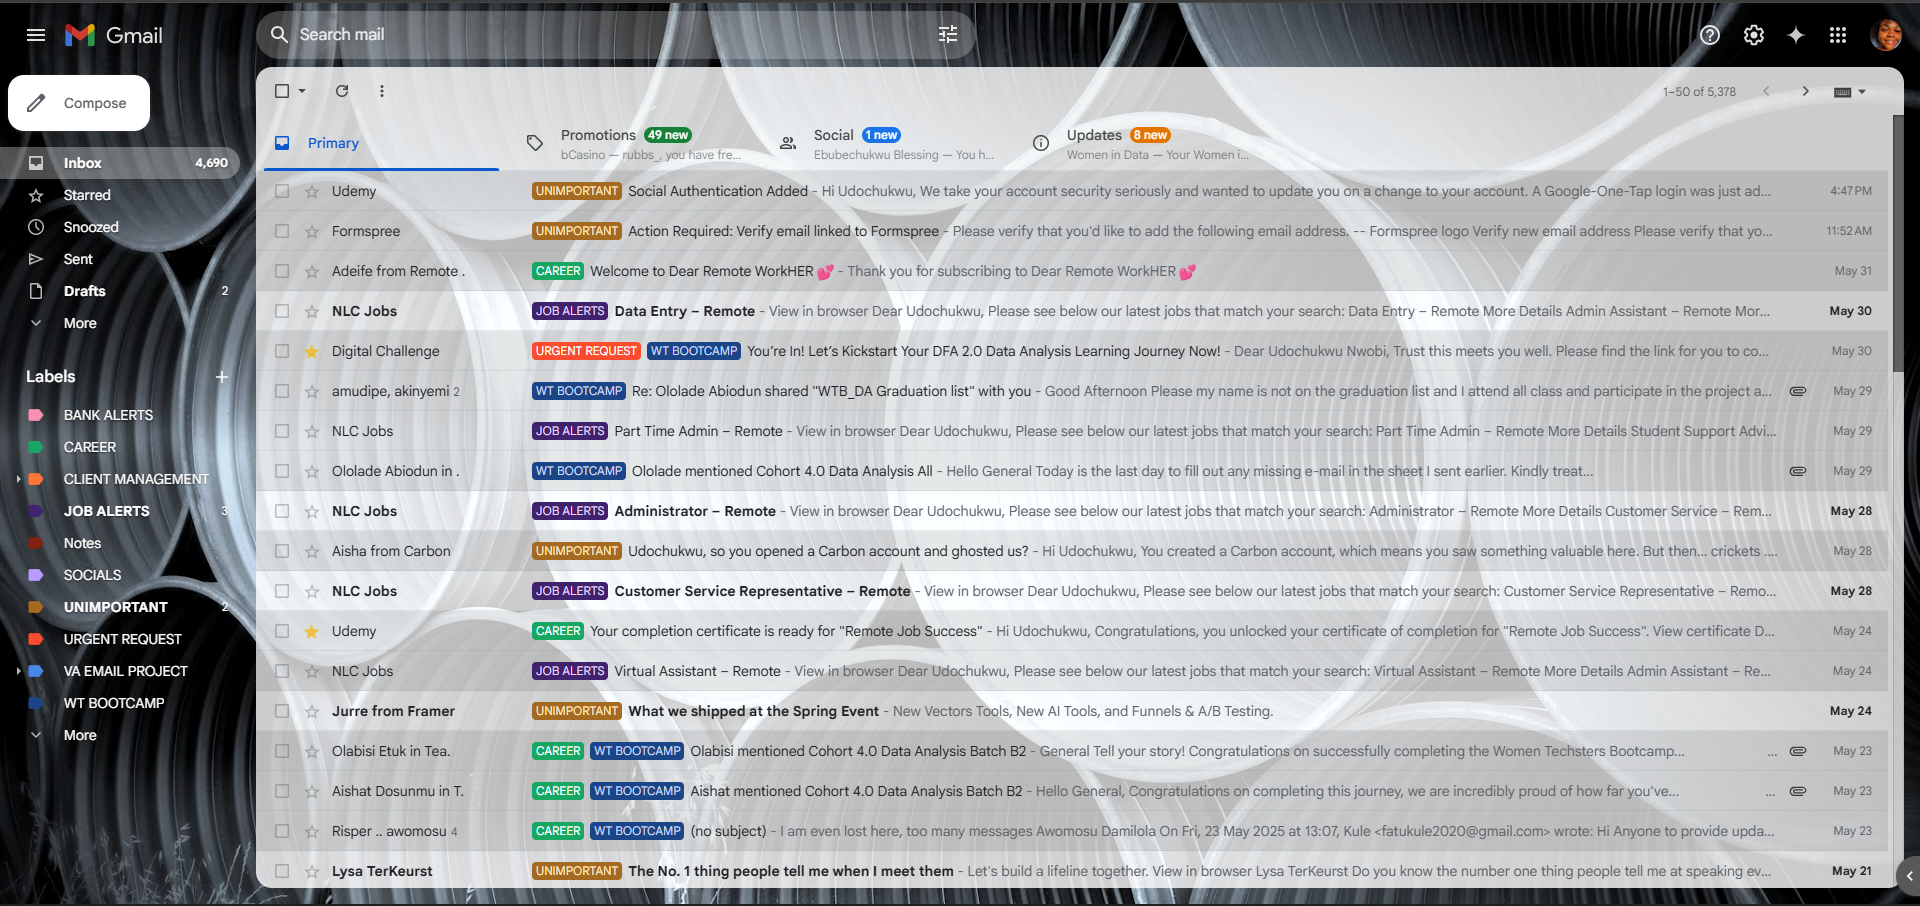 Gmail
Search mail
Compose
Inbox 4,690
Starred
Snoozed
Sent
Drafts 2
More
Labels
BANK ALERTS
CAREER
CLIENT MANAGEMENT
JOB ALERTS 3
Notes
SOCIALS
UNIMPORTANT 2
URGENT REQUEST
VA EMAIL PROJECT
WT BOOTCAMP
More
1–50 of 5,378
Primary
Promotions 49 new
bCasino — rubbs_, you have fre...
Social 1 new
Ebubechukwu Blessing — You h...
Updates 8 new
Women in Data — Your Women i...
Udemy UNIMPORTANT Social Authentication Added - Hi Udochukwu, We take your account security seriously and wanted to update you on a change to your account. A Google-One-Tap login was just ad... 4:47 PM
Formspree UNIMPORTANT Action Required: Verify email linked to Formspree - Please verify that you'd like to add the following email address. -- Formspree logo Verify new email address Please verify that yo... 11:52 AM
Adeife from Remote . CAREER Welcome to Dear Remote WorkHER 💕 - Thank you for subscribing to Dear Remote WorkHER 💕 May 31
NLC Jobs JOB ALERTS Data Entry – Remote - View in browser Dear Udochukwu, Please see below our latest jobs that match your search: Data Entry – Remote More Details Admin Assistant – Remote Mor... May 30
Digital Challenge URGENT REQUEST WT BOOTCAMP You're In! Let's Kickstart Your DFA 2.0 Data Analysis Learning Journey Now! - Dear Udochukwu Nwobi, Trust this meets you well. Please find the link for you to co... May 30
amudipe, akinyemi 2 WT BOOTCAMP Re: Ololade Abiodun shared "WTB_DA Graduation list" with you - Good Afternoon Please my name is not on the graduation list and I attend all class and participate in the project a... May 29
NLC Jobs JOB ALERTS Part Time Admin – Remote - View in browser Dear Udochukwu, Please see below our latest jobs that match your search: Part Time Admin – Remote More Details Student Support Advi... May 29
Ololade Abiodun in . WT BOOTCAMP Ololade mentioned Cohort 4.0 Data Analysis All - Hello General Today is the last day to fill out any missing e-mail in the sheet I sent earlier. Kindly treat... May 29
NLC Jobs JOB ALERTS Administrator – Remote - View in browser Dear Udochukwu, Please see below our latest jobs that match your search: Administrator – Remote More Details Customer Service – Rem... May 28
Aisha from Carbon UNIMPORTANT Udochukwu, so you opened a Carbon account and ghosted us? - Hi Udochukwu, You created a Carbon account, which means you saw something valuable here. But then... crickets .... May 28
NLC Jobs JOB ALERTS Customer Service Representative – Remote - View in browser Dear Udochukwu, Please see below our latest jobs that match your search: Customer Service Representative – Remo... May 28
Udemy CAREER Your completion certificate is ready for "Remote Job Success" - Hi Udochukwu, Congratulations, you unlocked your certificate of completion for "Remote Job Success". View certificate D... May 24
NLC Jobs JOB ALERTS Virtual Assistant – Remote - View in browser Dear Udochukwu, Please see below our latest jobs that match your search: Virtual Assistant – Remote More Details Admin Assistant – Re... May 24
Jurre from Framer UNIMPORTANT What we shipped at the Spring Event - New Vectors Tools, New AI Tools, and Funnels & A/B Testing. May 24
Olabisi Etuk in Tea. CAREER WT BOOTCAMP Olabisi mentioned Cohort 4.0 Data Analysis Batch B2 - General Tell your story! Congratulations on successfully completing the Women Techsters Bootcamp... ... May 23
Aishat Dosunmu in T. CAREER WT BOOTCAMP Aishat mentioned Cohort 4.0 Data Analysis Batch B2 - Hello General, Congratulations on completing this journey, we are incredibly proud of how far you've... ... May 23
Risper .. awomosu 4 CAREER WT BOOTCAMP (no subject) - I am even lost here, too many messages Awomosu Damilola On Fri, 23 May 2025 at 13:07, Kule <fatukule2020@gmail.com> wrote: Hi Anyone to provide upda... May 23
Lysa TerKeurst UNIMPORTANT The No. 1 thing people tell me when I meet them - Let's build a lifeline together. View in browser Lysa TerKeurst Do you know the number one thing people tell me at speaking ev... May 21